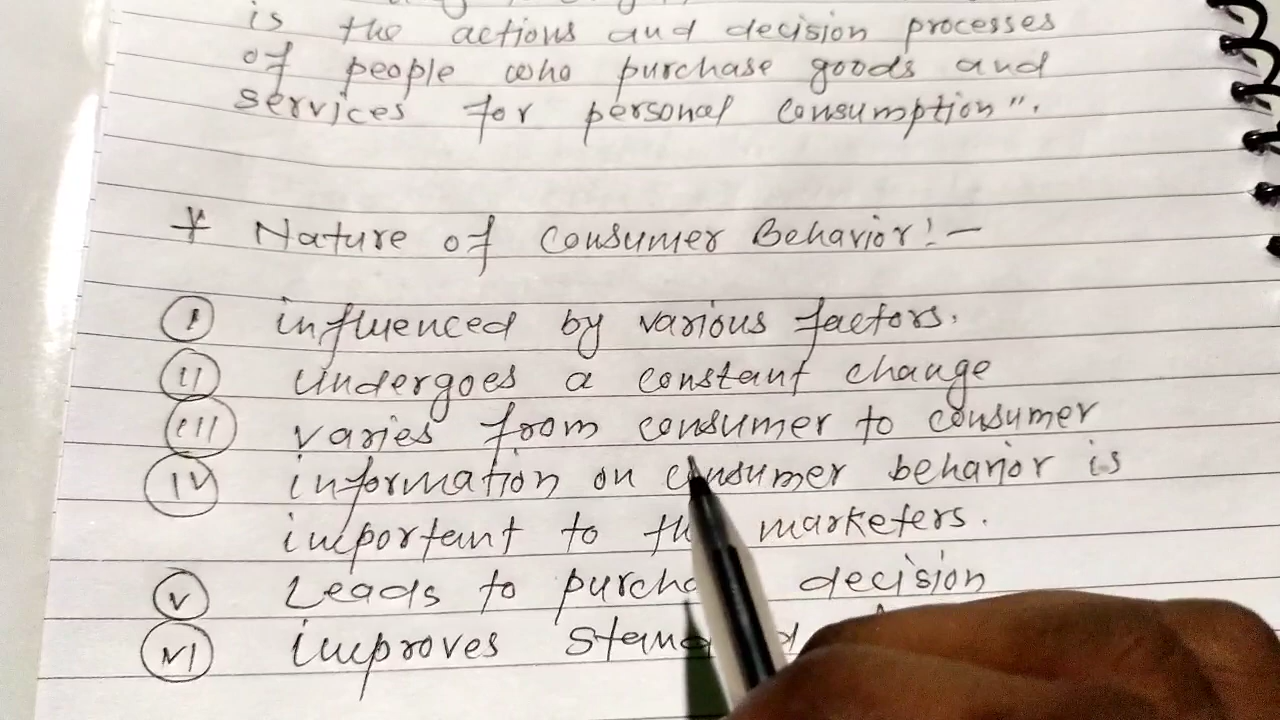 is the actions and decision processes
of people who purchase goods and
services for personal consumption".
* Nature of Consumer Behavior:-
(I) influenced by various factors.
(II) Undergoes a constant change
(III) varies from consumer to consumer
(IV) information on consumer behavior is
important to the marketers.
(V) Leads to purcha decision
(VI) improves